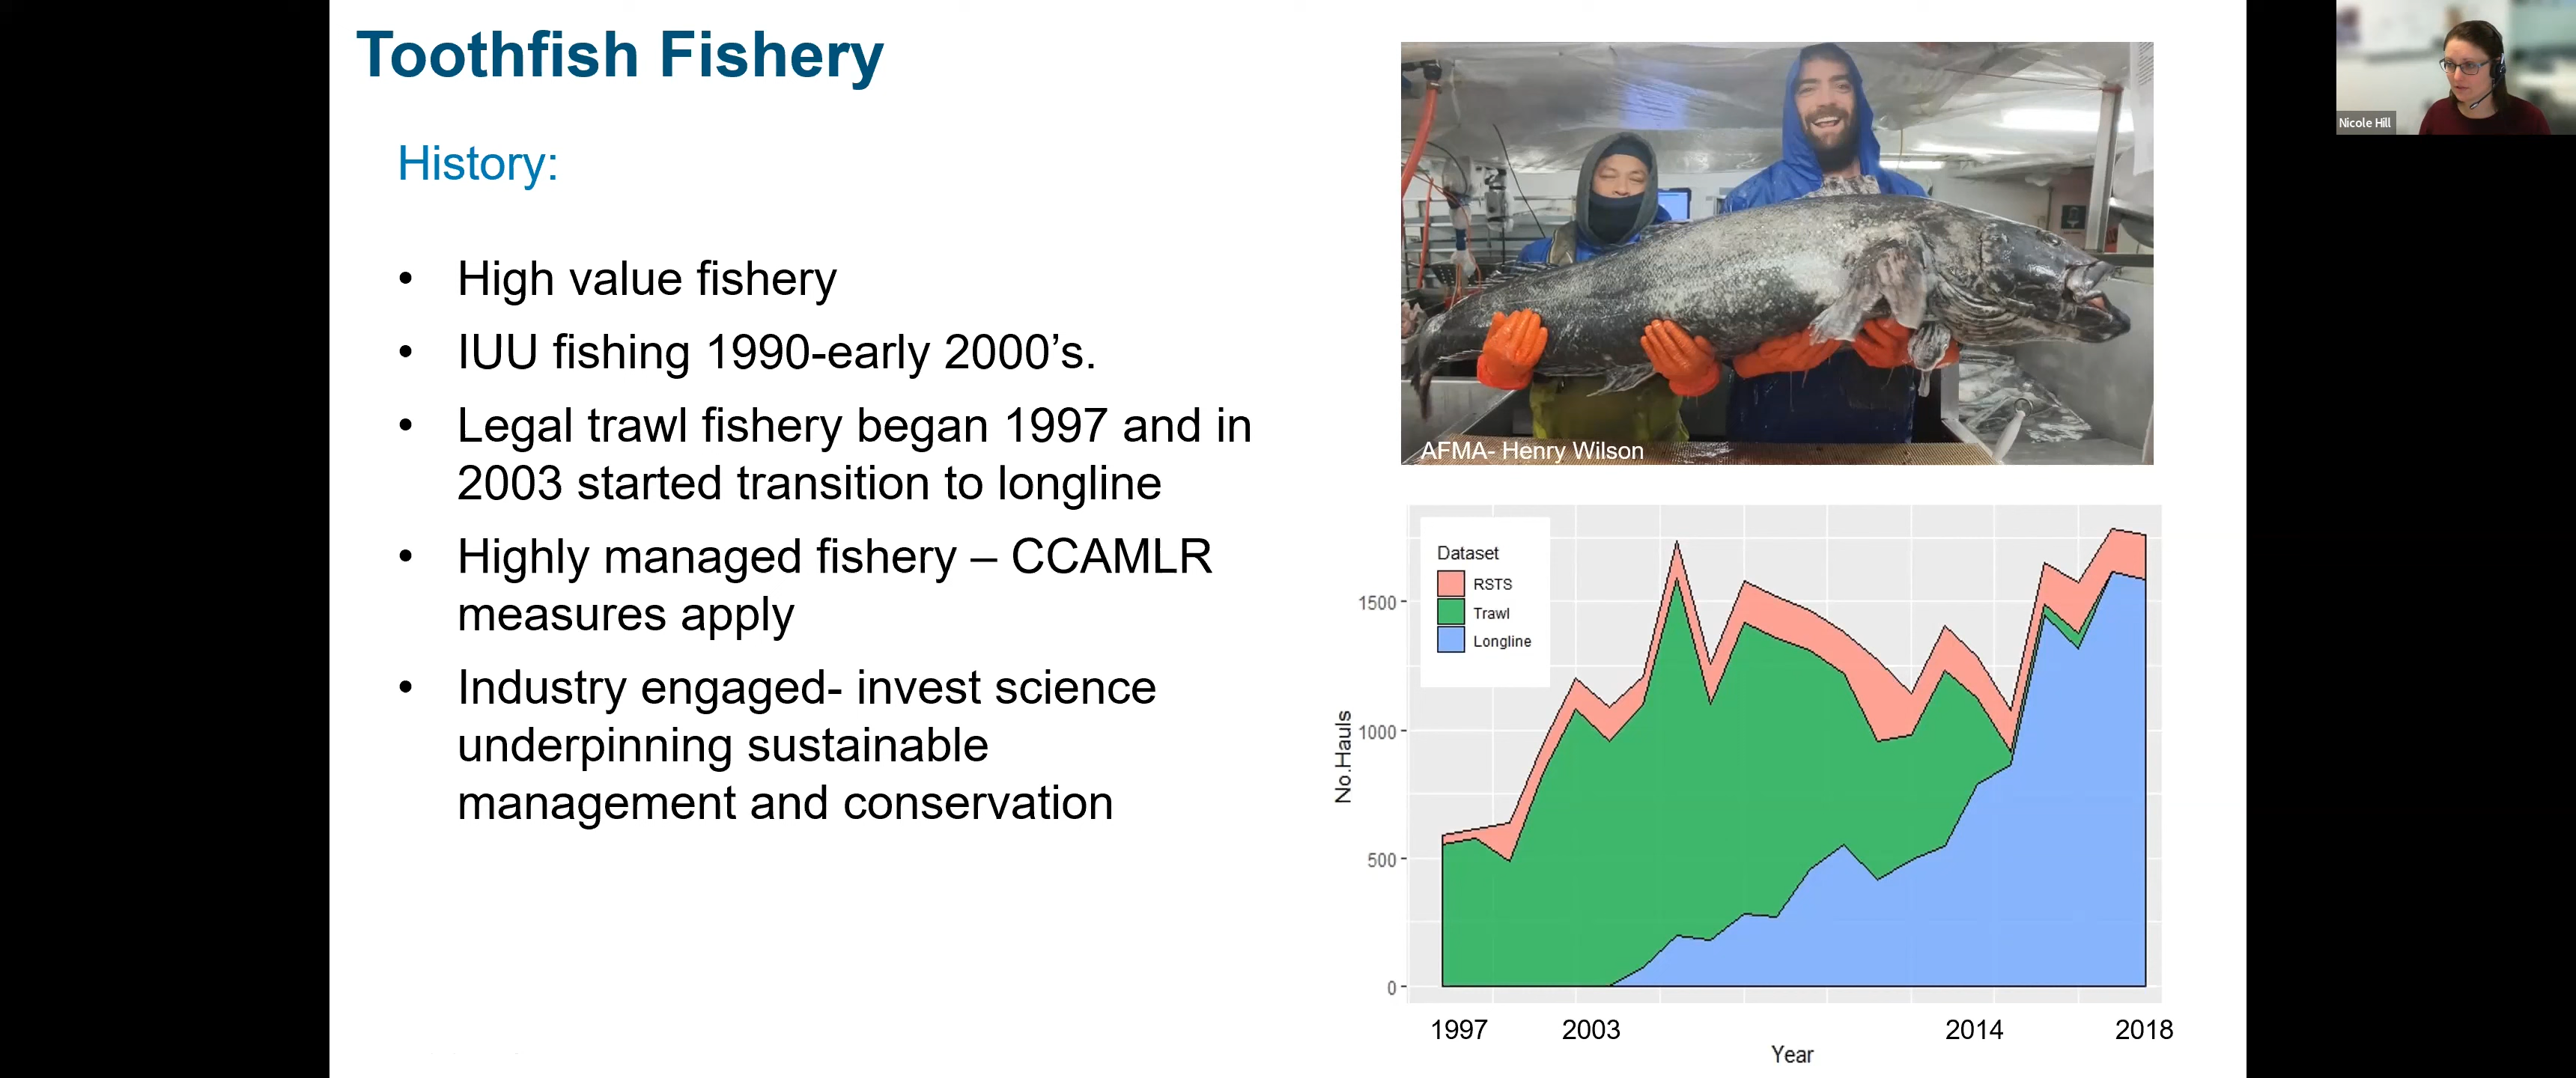 Toothfish Fishery
History:
• High value fishery
• IUU fishing 1990-early 2000’s.
• Legal trawl fishery began 1997 and in
2003 started transition to longline
• Highly managed fishery – CCAMLR
measures apply
• Industry engaged- invest science
underpinning sustainable
management and conservation
AFMA- Henry Wilson
Dataset
RSTS
Trawl
Longline
No.Hauls
1500
1000
500
0
1997 2003 2014 2018
Year
Nicole Hill